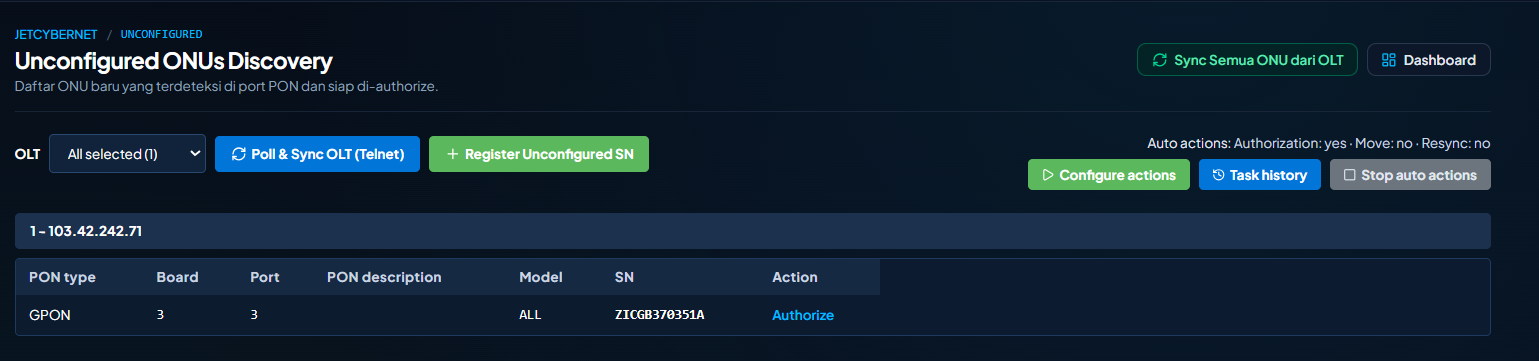 JETCYBERNET / UNCONFIGURED
Unconfigured ONUs Discovery
Daftar ONU baru yang terdeteksi di port PON dan siap di-authorize.
Sync Semua ONU dari OLT
Dashboard
OLT
All selected (1)
Poll & Sync OLT (Telnet)
Register Unconfigured SN
Auto actions: Authorization: yes · Move: no · Resync: no
Configure actions
Task history
Stop auto actions
1 - 103.42.242.71
PON type Board Port PON description Model SN Action
GPON 3 3 ALL ZICGB370351A Authorize